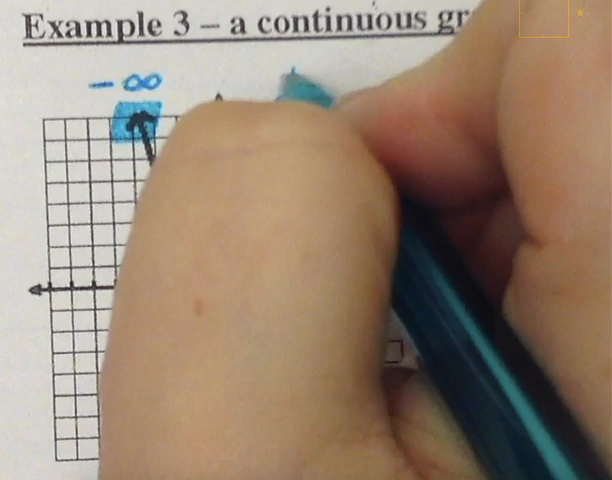 Example 3 – a continuous gr
– ∞